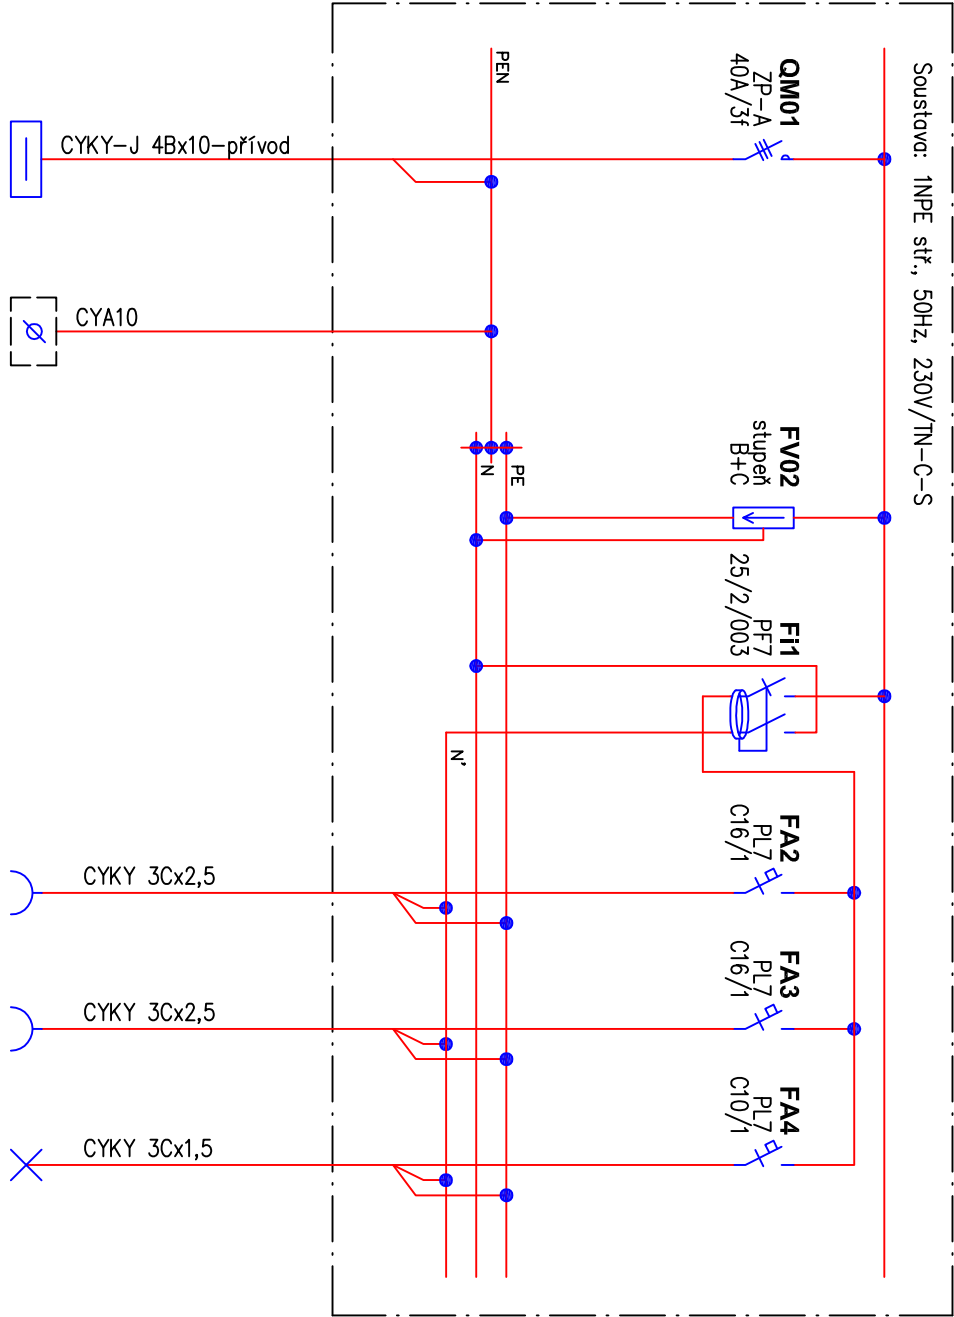 Soustava: 1NPE stř., 50Hz, 230V/TN-C-S
QM01
ZP-A
40A/3f
PEN
CYKY-J 4Bx10-přívod
CYA10
FV02
stupeň
B+C
PE
N
Fi1
PF7
25/2/003
N'
FA2
PL7
C16/1
CYKY 3Cx2,5
FA3
PL7
C16/1
CYKY 3Cx2,5
FA4
PL7
C10/1
CYKY 3Cx1,5